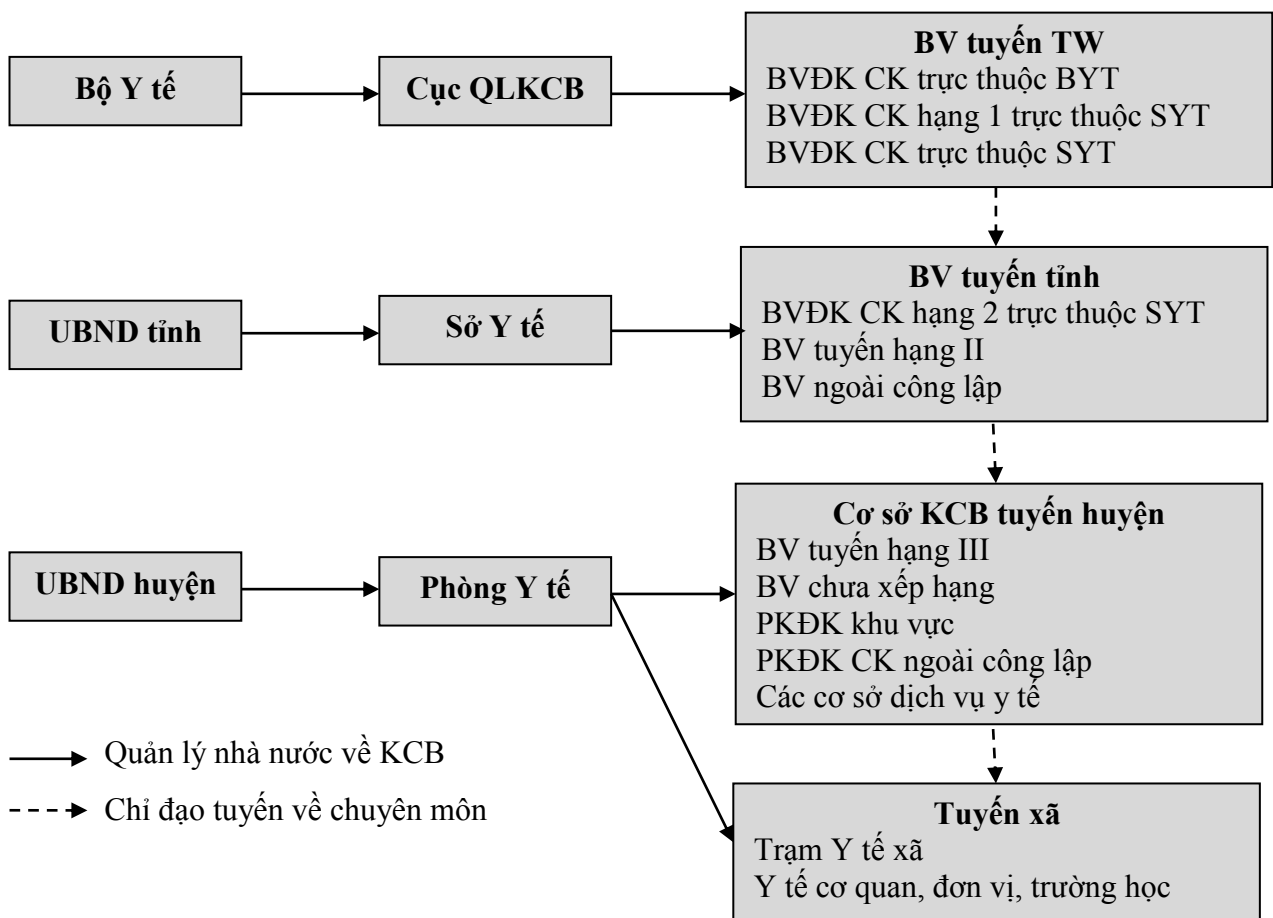 Bộ Y tế
Cục QLKCB
BV tuyến TW
BVĐK CK trực thuộc BYT
BVĐK CK hạng 1 trực thuộc SYT
BVĐK CK trực thuộc SYT
UBND tỉnh
Sở Y tế
BV tuyến tỉnh
BVĐK CK hạng 2 trực thuộc SYT
BV tuyến hạng II
BV ngoài công lập
UBND huyện
Phòng Y tế
Cơ sở KCB tuyến huyện
BV tuyến hạng III
BV chưa xếp hạng
PKĐK khu vực
PKĐK CK ngoài công lập
Các cơ sở dịch vụ y tế
Quản lý nhà nước về KCB
Chỉ đạo tuyến về chuyên môn
Tuyến xã
Trạm Y tế xã
Y tế cơ quan, đơn vị, trường học